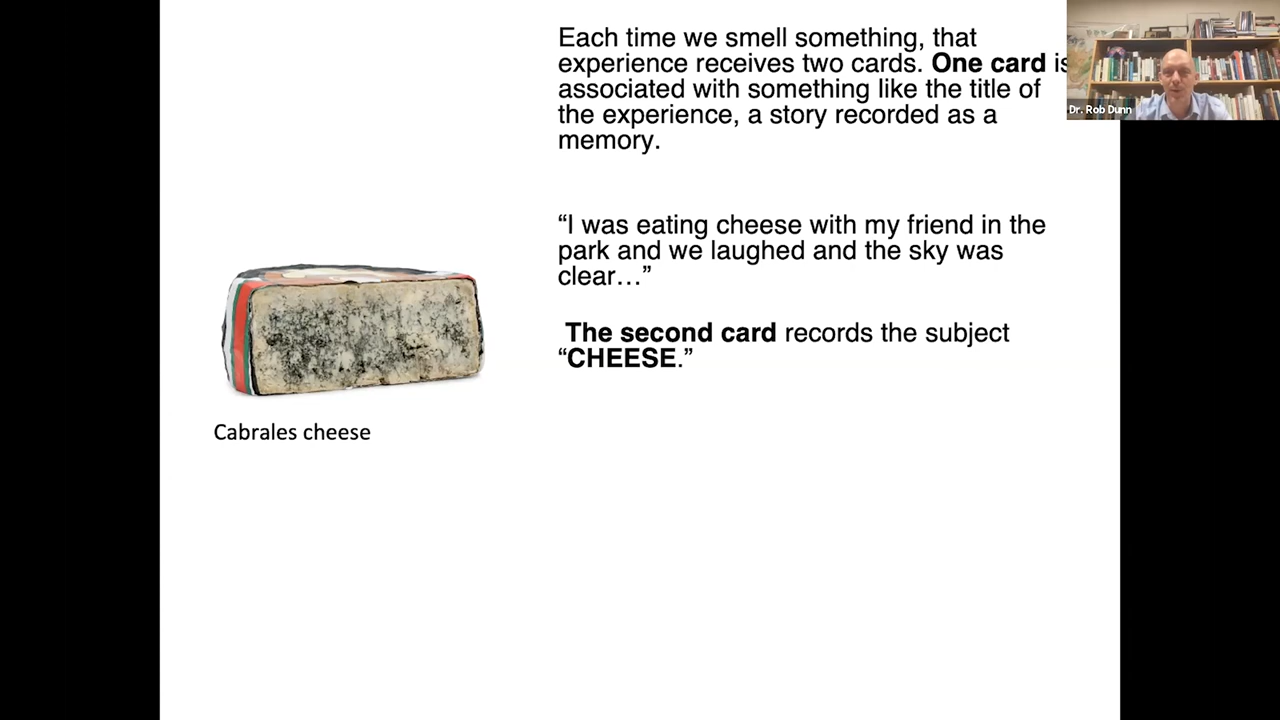 Each time we smell something, that
experience receives two cards. One card is
associated with something like the title of
the experience, a story recorded as a
memory.
“I was eating cheese with my friend in the
park and we laughed and the sky was
clear…”
The second card records the subject
“CHEESE.”
Cabrales cheese
Dr. Rob Dunn